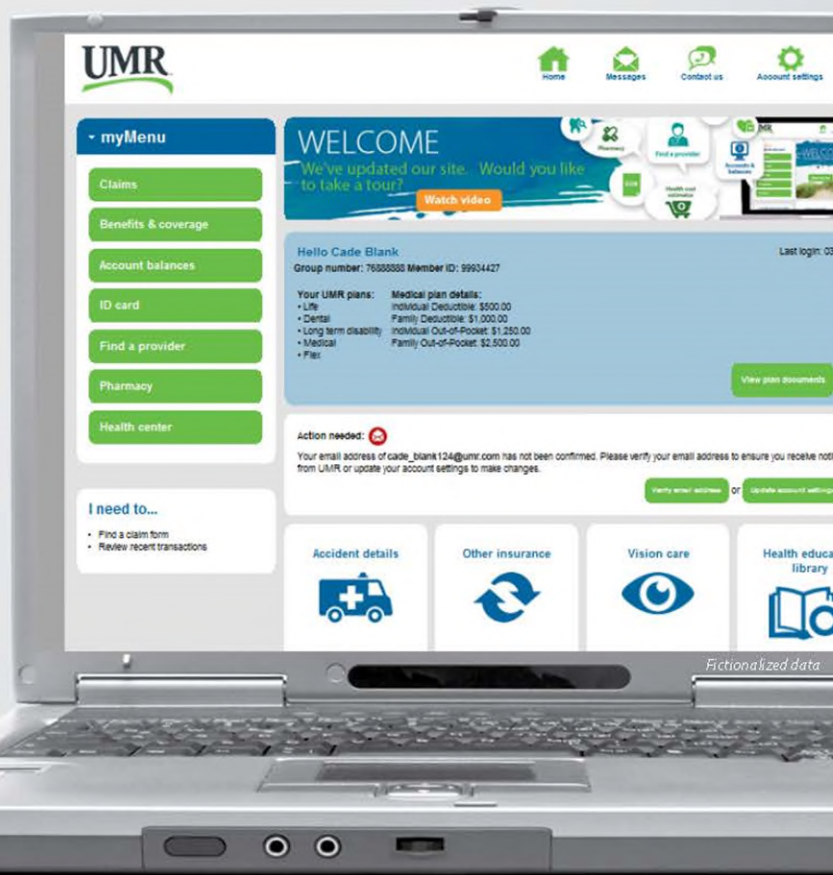 UMR
Home
Messages
Contact us
Account settings
myMenu
Claims
Benefits & coverage
Account balances
ID card
Find a provider
Pharmacy
Health center
I need to...
• Find a claim form
• Review recent transactions
WELCOME
We've updated our site. Would you like
to take a tour?
Watch video
Pharmacy
Find a provider
Health cost
estimator
Accounts &
balances
UMR
WELCO
Hello Cade Blank
Last login: 03
Group number: 76888888 Member ID: 99934427
Your UMR plans:
• Life
• Dental
• Long term disability
• Medical
• Flex
Medical plan details:
Individual Deductible: $500.00
Family Deductible: $1,000.00
Individual Out-of-Pocket: $1,250.00
Family Out-of-Pocket: $2,500.00
View plan documents
Action needed:
Your email address of cade_blank124@umr.com has not been confirmed. Please verify your email address to ensure you receive noti
from UMR or update your account settings to make changes.
Verify email address
or
Update account settings
Accident details
Other insurance
Vision care
Health educa
library
Fictionalized data